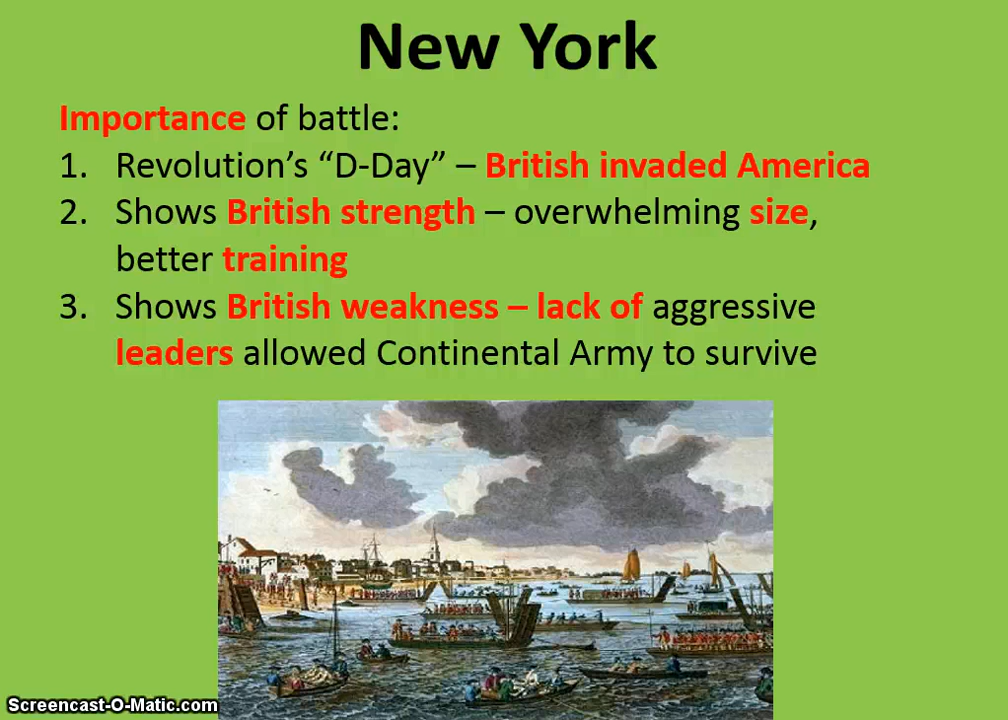 New York
Importance of battle:
1. Revolution’s “D-Day” – British invaded America
2. Shows British strength – overwhelming size,
better training
3. Shows British weakness – lack of aggressive
leaders allowed Continental Army to survive
Screencast-O-Matic.com